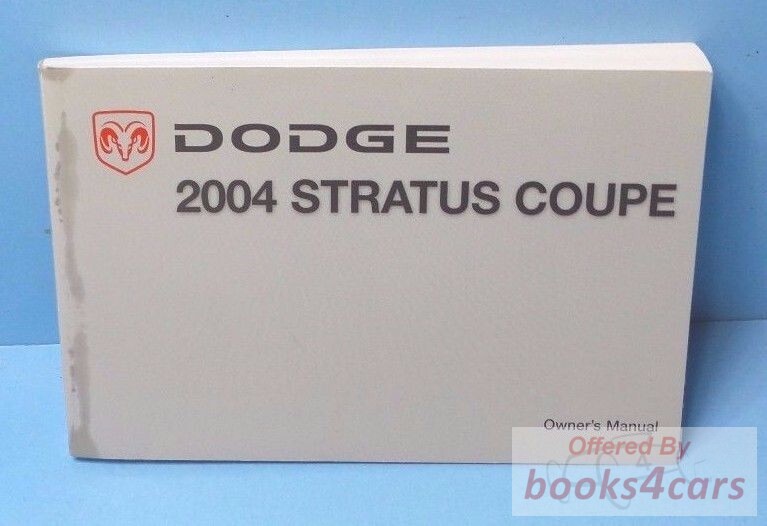 DODGE
2004 STRATUS COUPE
Owner's Manual
Offered By
books4cars